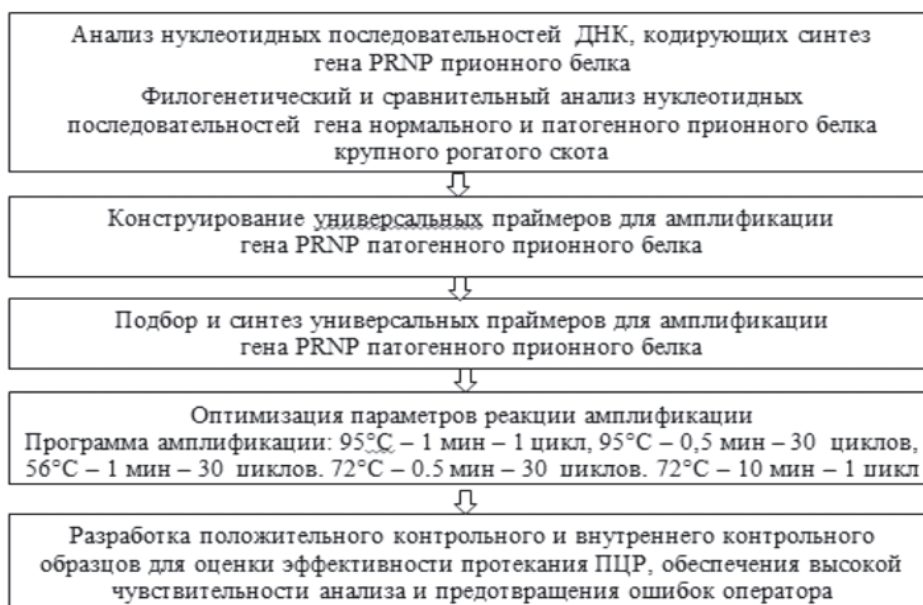 Анализ нуклеотидных последовательностей ДНК, кодирующих синтез
гена PRNP прионного белка
Филогенетический и сравнительный анализ нуклеотидных
последовательностей гена нормального и патогенного прионного белка
крупного рогатого скота
Конструирование универсальных праймеров для амплификации
гена PRNP патогенного прионного белка
Подбор и синтез универсальных праймеров для амплификации
гена PRNP патогенного прионного белка
Оптимизация параметров реакции амплификации
Программа амплификации: 95°C – 1 мин – 1 цикл, 95°C – 0,5 мин – 30 циклов,
56°C – 1 мин – 30 циклов. 72°C – 0.5 мин – 30 циклов. 72°C – 10 мин – 1 цикл
Разработка положительного контрольного и внутреннего контрольного
образцов для оценки эффективности протекания ПЦР, обеспечения высокой
чувствительности анализа и предотвращения ошибок оператора